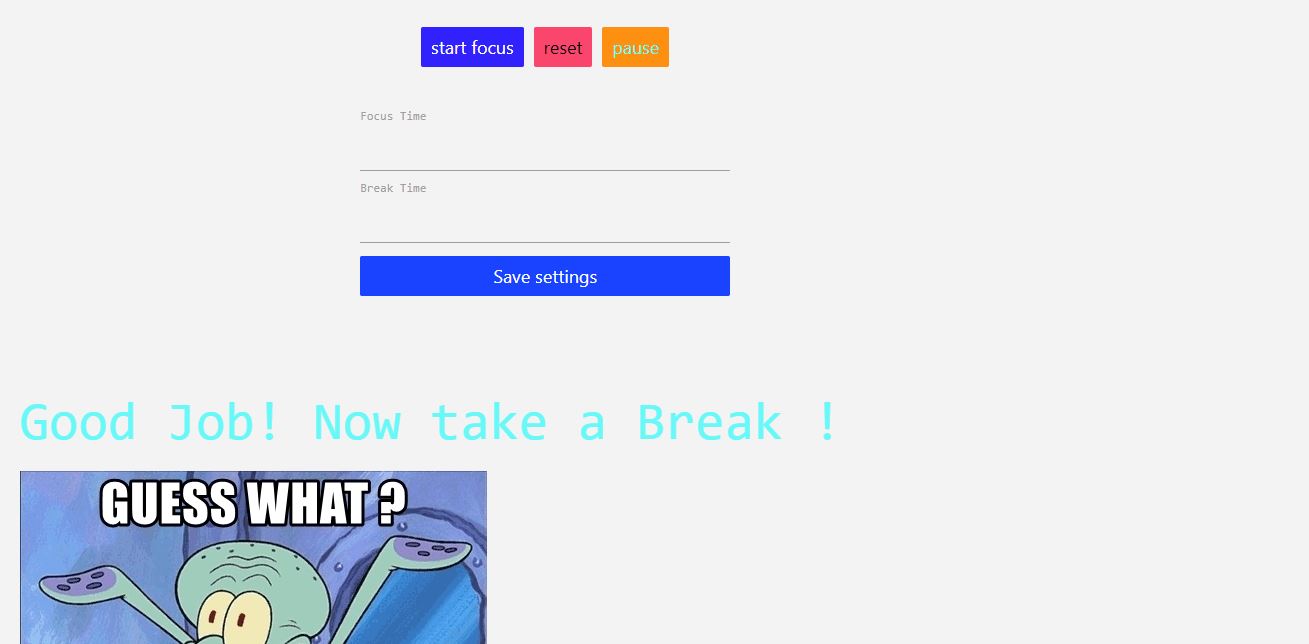 start focus reset pause
Focus Time
Break Time
Save settings
Good Job! Now take a Break !
GUESS WHAT ?